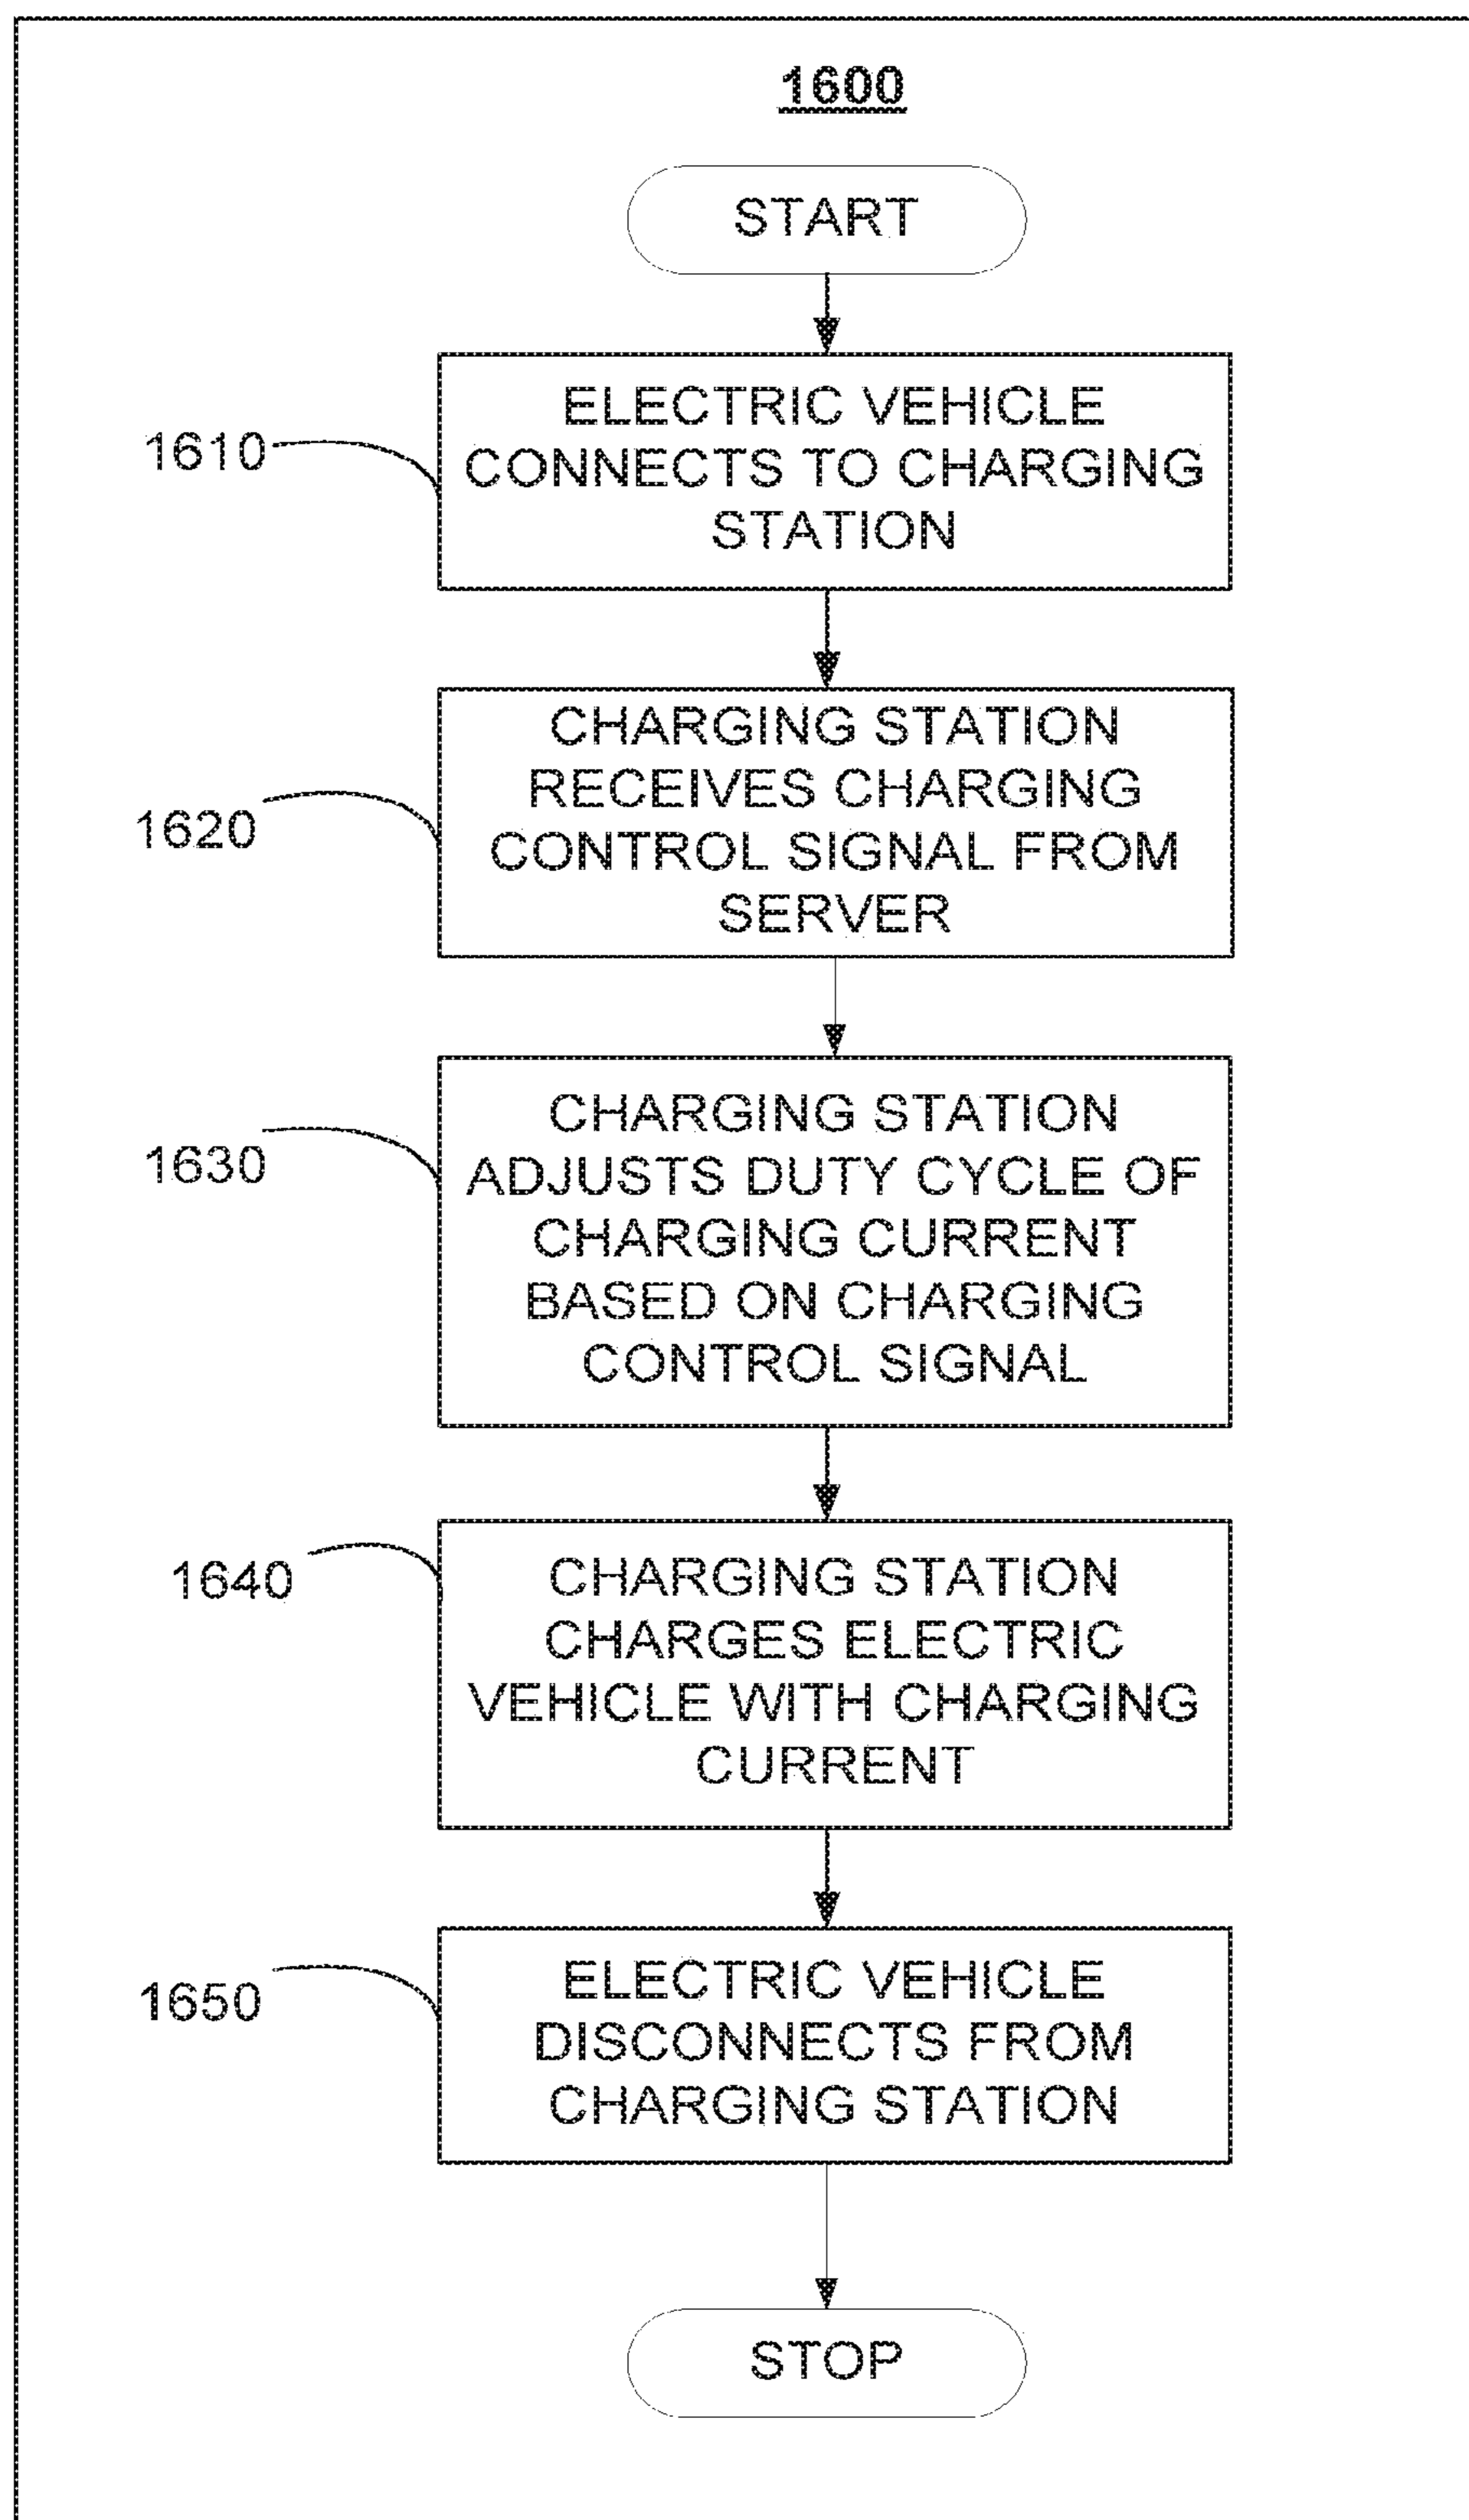 1600
START
1610
ELECTRIC VEHICLE
CONNECTS TO CHARGING
STATION
1620
CHARGING STATION
RECEIVES CHARGING
CONTROL SIGNAL FROM
SERVER
1630
CHARGING STATION
ADJUSTS DUTY CYCLE OF
CHARGING CURRENT
BASED ON CHARGING
CONTROL SIGNAL
1640
CHARGING STATION
CHARGES ELECTRIC
VEHICLE WITH CHARGING
CURRENT
1650
ELECTRIC VEHICLE
DISCONNECTS FROM
CHARGING STATION
STOP